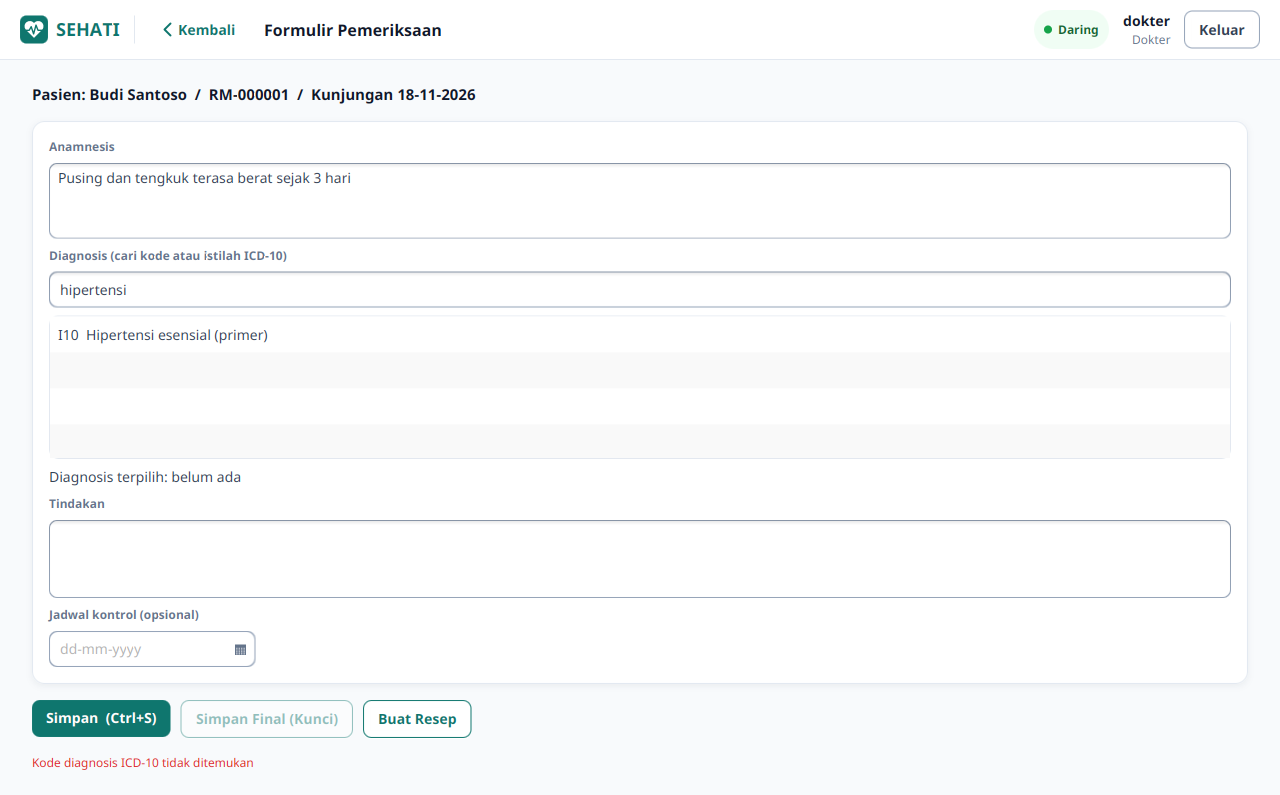 SEHATI
Kembali
Formulir Pemeriksaan
Daring
dokter
Dokter
Keluar
Pasien: Budi Santoso / RM-000001 / Kunjungan 18-11-2026
Anamnesis
Pusing dan tengkuk terasa berat sejak 3 hari
Diagnosis (cari kode atau istilah ICD-10)
hipertensi
I10 Hipertensi esensial (primer)
Diagnosis terpilih: belum ada
Tindakan
Jadwal kontrol (opsional)
dd-mm-yyyy
Simpan (Ctrl+S)
Simpan Final (Kunci)
Buat Resep
Kode diagnosis ICD-10 tidak ditemukan